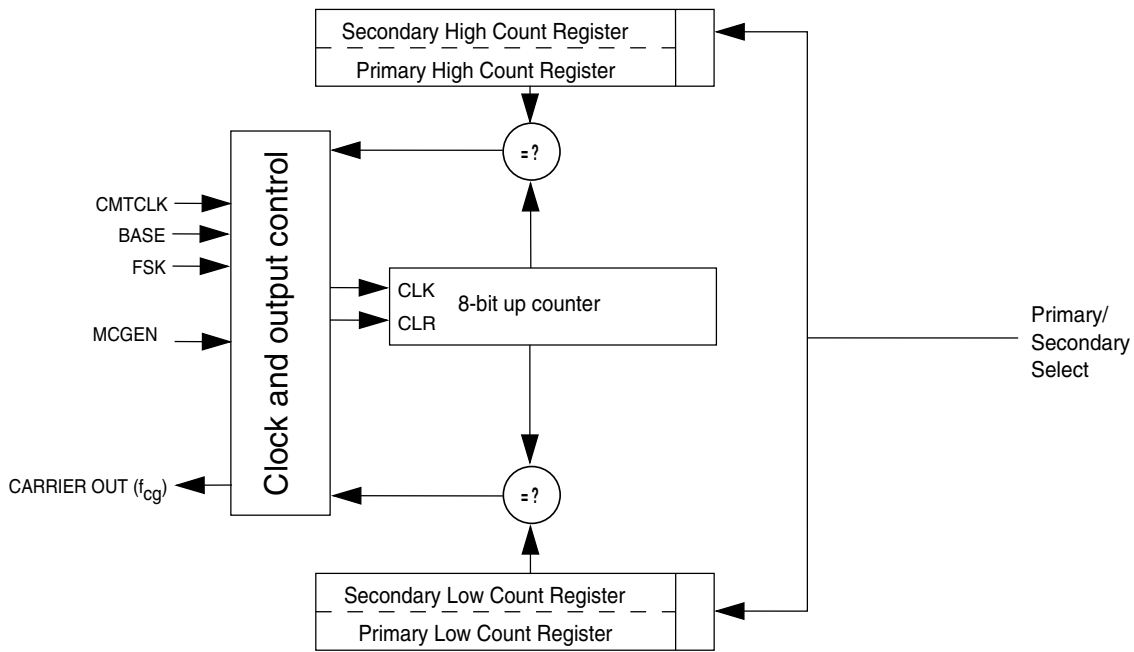 Secondary High Count Register
Primary High Count Register
=?
Clock and output control
CMTCLK
BASE
FSK
MCGEN
CARRIER OUT (fcg)
CLK
CLR
8-bit up counter
Primary/
Secondary
Select
=?
Secondary Low Count Register
Primary Low Count Register